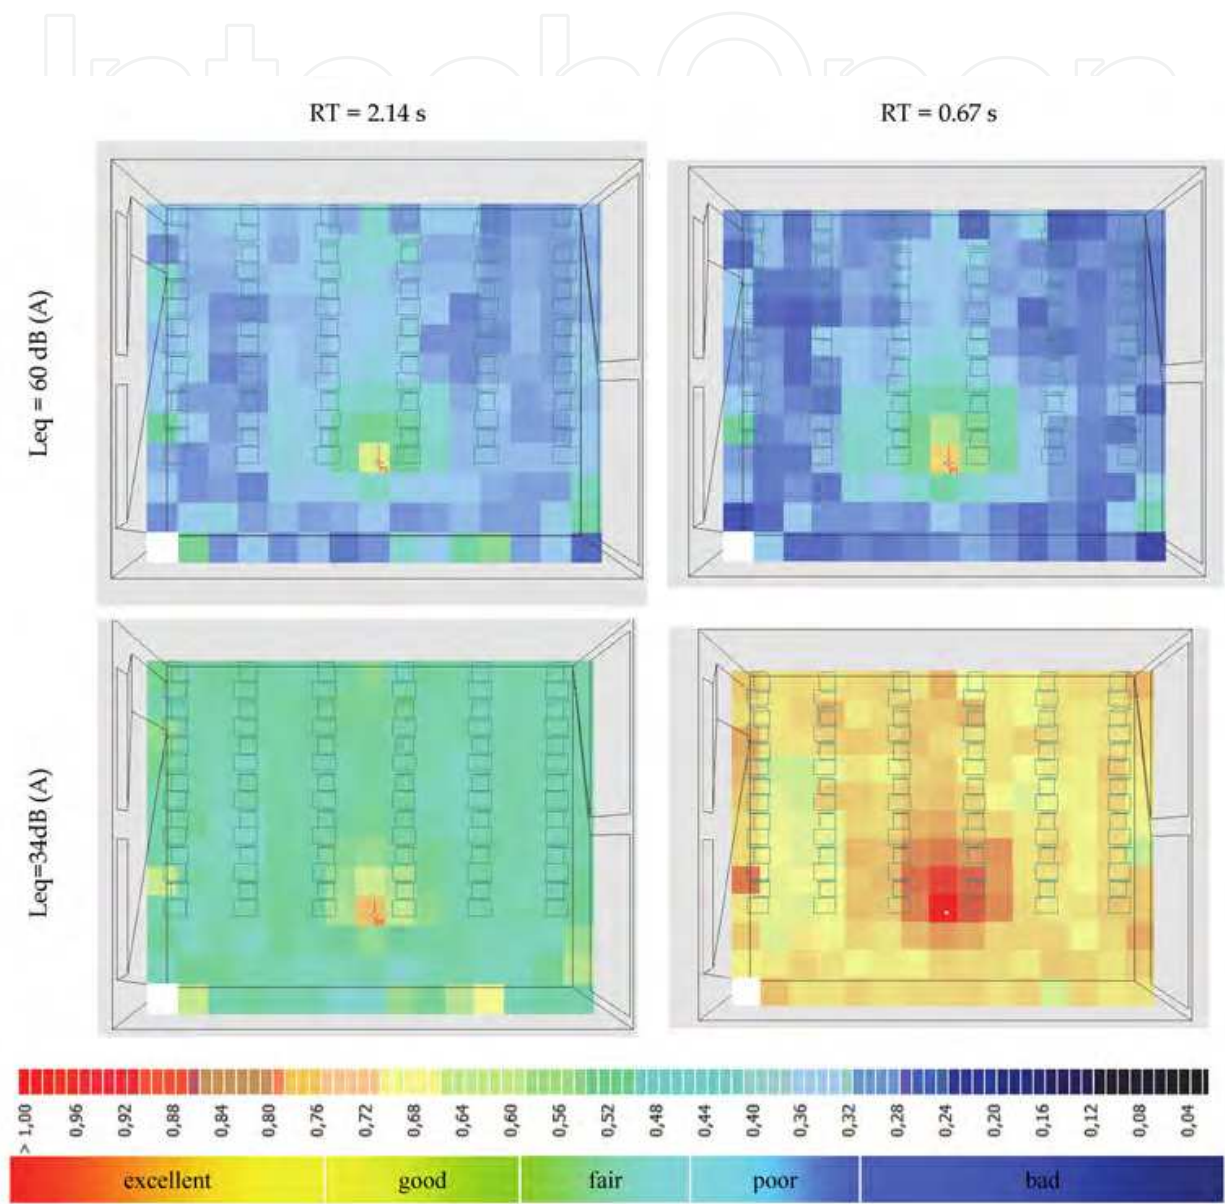 IntechOpen
RT = 2.14 s
RT = 0.67 s
Leq = 60 dB (A)
Leq=34dB (A)
> 1,00 0,96 0,92 0,88 0,84 0,80 0,76 0,72 0,68 0,64 0,60 0,56 0,52 0,48 0,44 0,40 0,36 0,32 0,28 0,24 0,20 0,16 0,12 0,08 0,04
excellent good fair poor bad